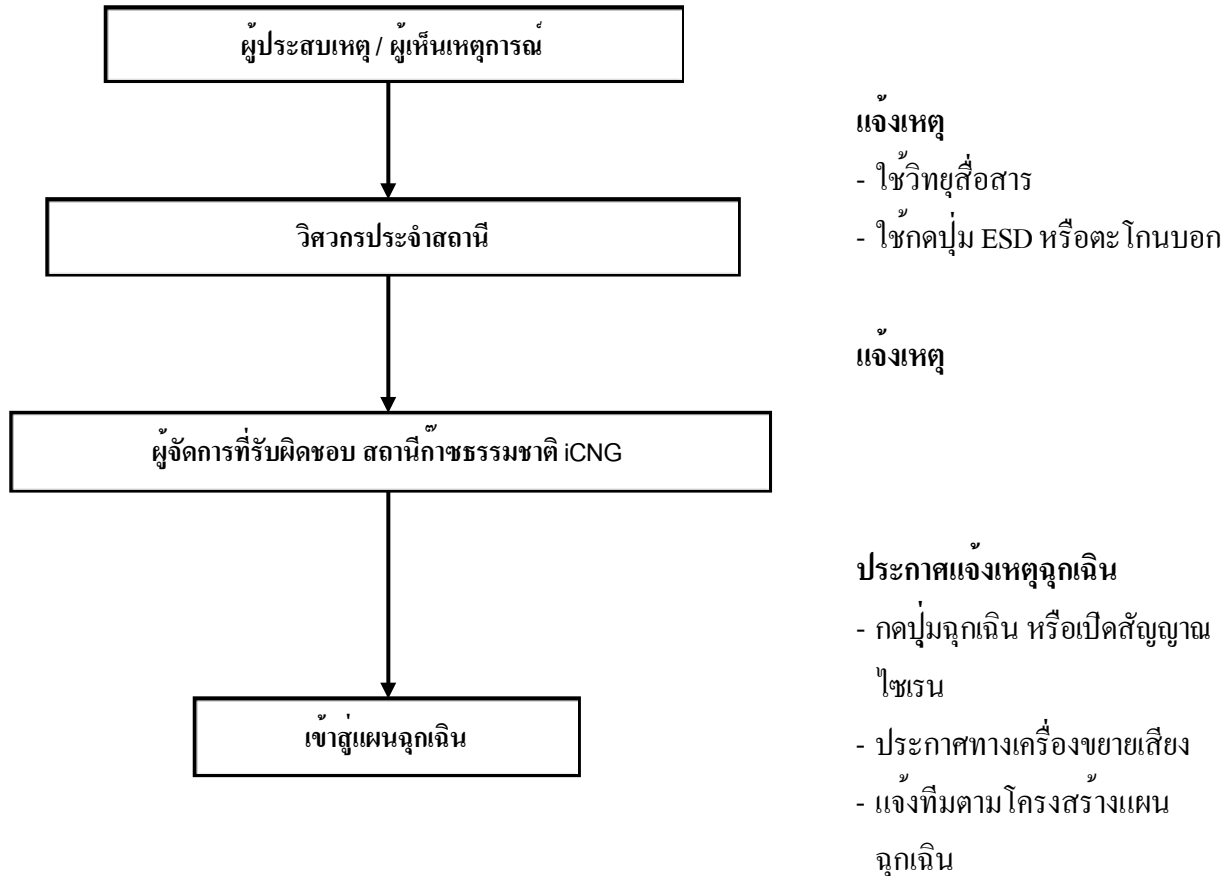 ผู้ประสบเหตุ / ผู้เห็นเหตุการณ์
แจ้งเหตุ
- ใช้วิทยุสื่อสาร
- ใช้กดปุ่ม ESD หรือตะโกนบอก
วิศวกรประจำสถานี
แจ้งเหตุ
ผู้จัดการที่รับผิดชอบ สถานีก๊าซธรรมชาติ iCNG
ประกาศแจ้งเหตุฉุกเฉิน
- กดปุ่มฉุกเฉิน หรือเปิดสัญญาณ
ไซเรน
- ประกาศทางเครื่องขยายเสียง
- แจ้งทีมตามโครงสร้างแผน
ฉุกเฉิน
เข้าสู่แผนฉุกเฉิน